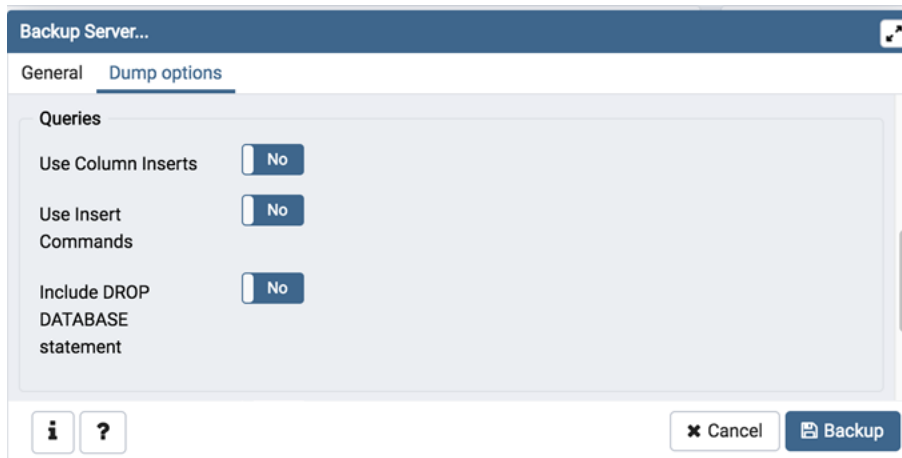 Backup Server...
General Dump options
Queries
Use Column Inserts No
Use Insert No
Commands
Include DROP No
DATABASE
statement
i ? Cancel Backup